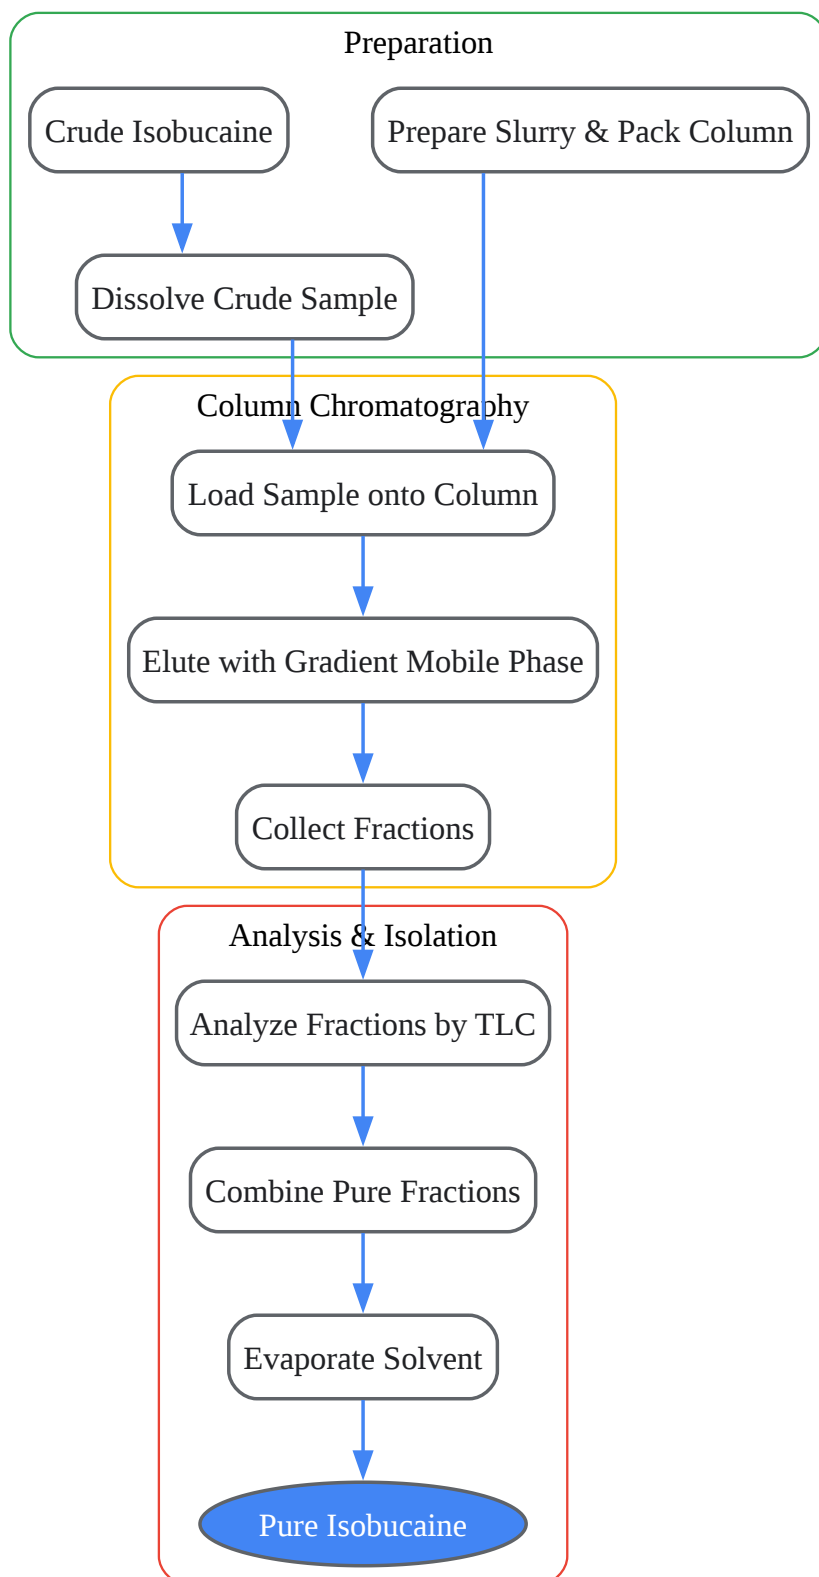 Preparation
Crude Isobucaine
Prepare Slurry & Pack Column
Dissolve Crude Sample
Column Chromatography
Load Sample onto Column
Elute with Gradient Mobile Phase
Collect Fractions
Analysis & Isolation
Analyze Fractions by TLC
Combine Pure Fractions
Evaporate Solvent
Pure Isobucaine